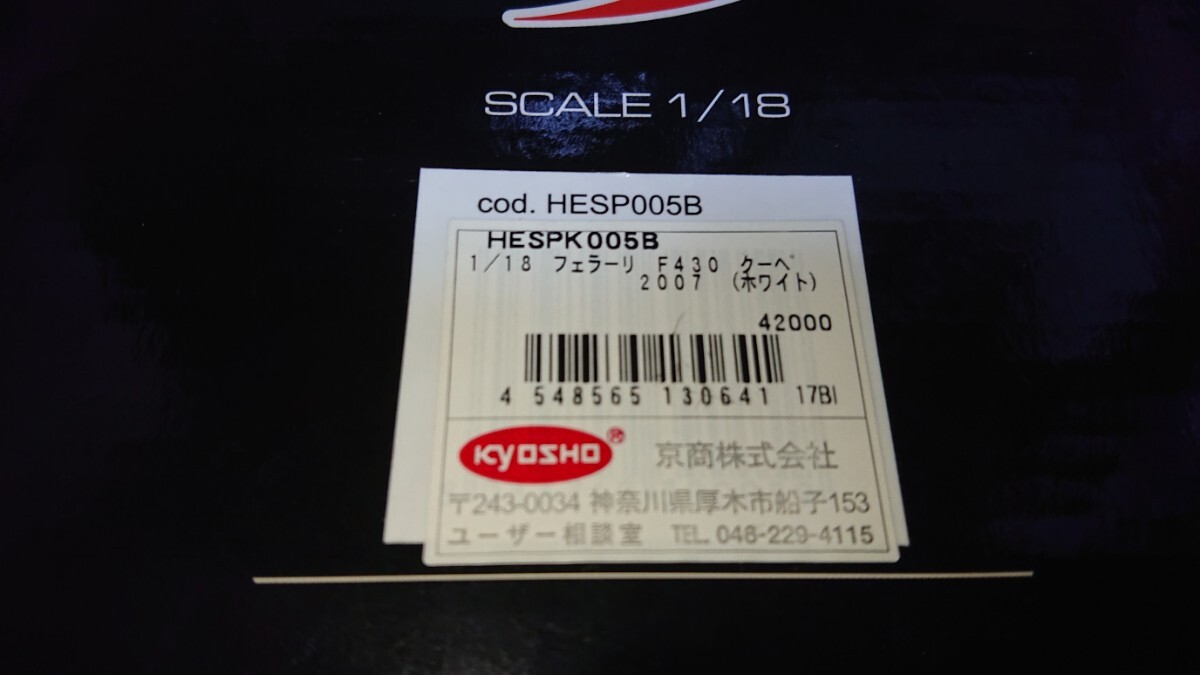 SCALE 1/18
cod. HESP005B
HESPK005B
1/18 フェラーリ F430 クーペ
2007 (ホワイト)
42000
4 548565 130641 17BI
KYOSHO® 京商株式会社
〒243-0034 神奈川県厚木市船子153
ユーザー相談室 TEL. 046-229-4115